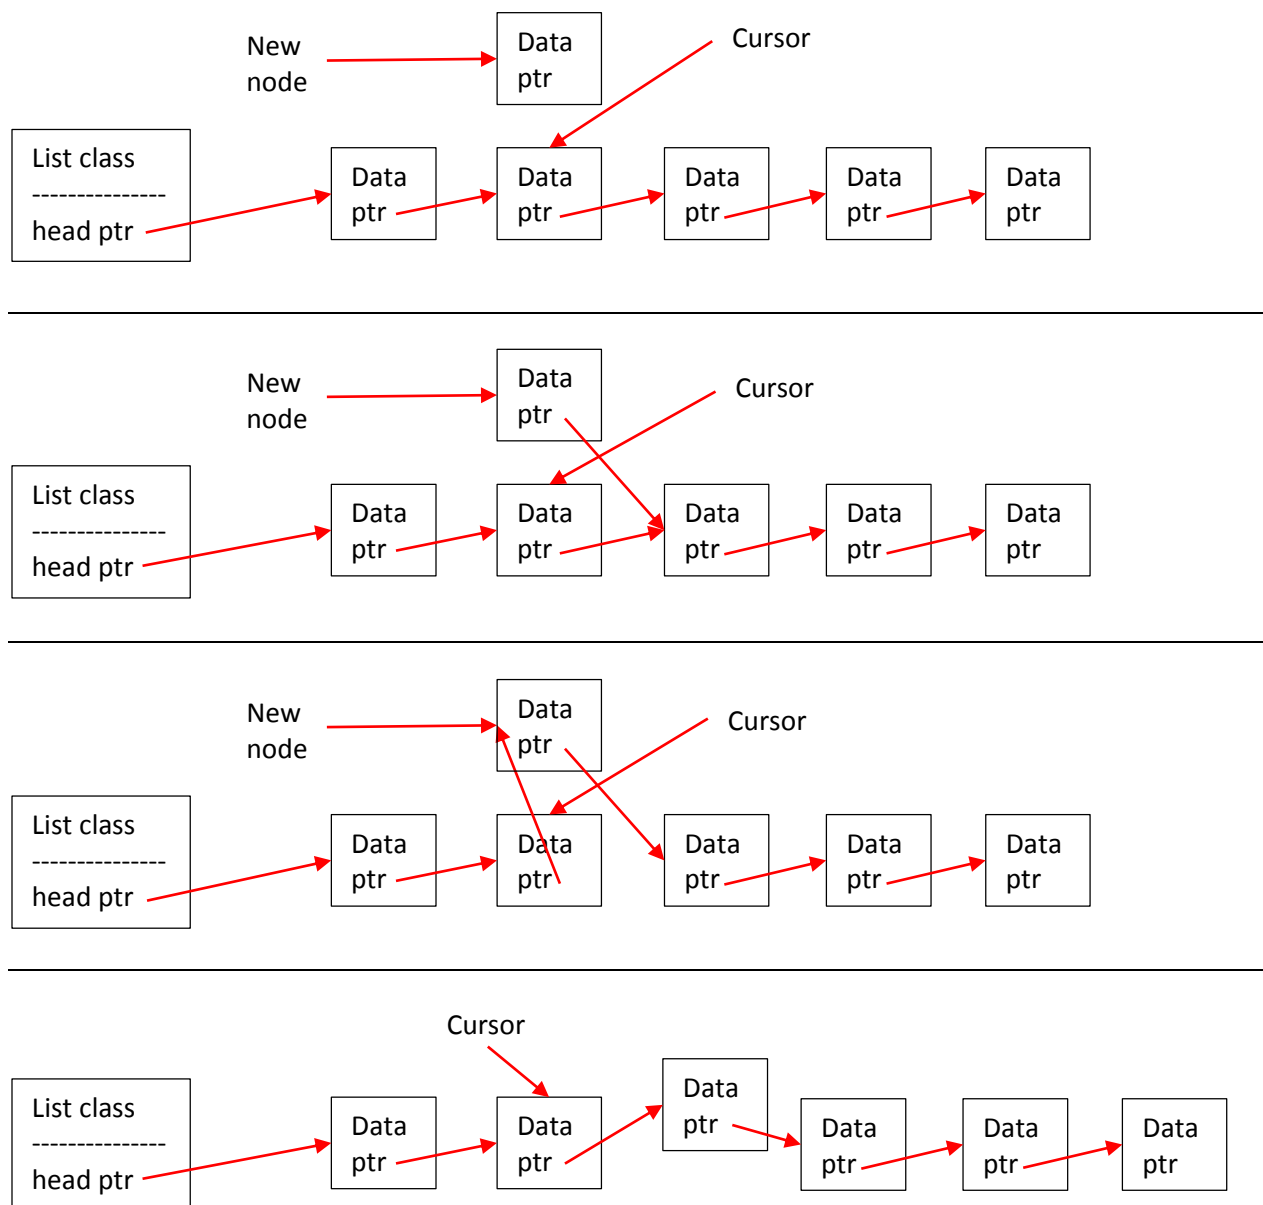 New
node
Data
ptr
Cursor
List class
---------------
head ptr
Data
ptr
Data
ptr
Data
ptr
Data
ptr
Data
ptr
New
node
Data
ptr
Cursor
List class
---------------
head ptr
Data
ptr
Data
ptr
Data
ptr
Data
ptr
Data
ptr
New
node
Data
ptr
Cursor
List class
---------------
head ptr
Data
ptr
Data
ptr
Data
ptr
Data
ptr
Data
ptr
Cursor
List class
---------------
head ptr
Data
ptr
Data
ptr
Data
ptr
Data
ptr
Data
ptr
Data
ptr